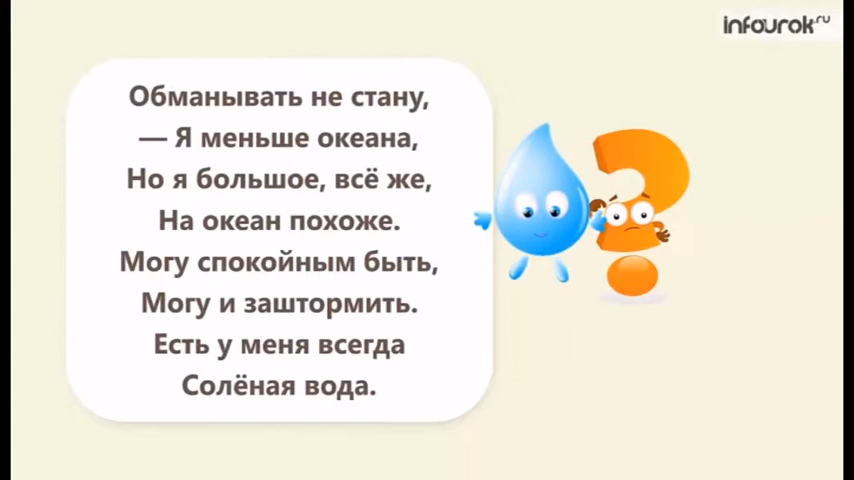 infourok.ru
Обманывать не стану,
— Я меньше океана,
Но я большое, всё же,
На океан похоже.
Могу спокойным быть,
Могу и заштормить.
Есть у меня всегда
Солёная вода.